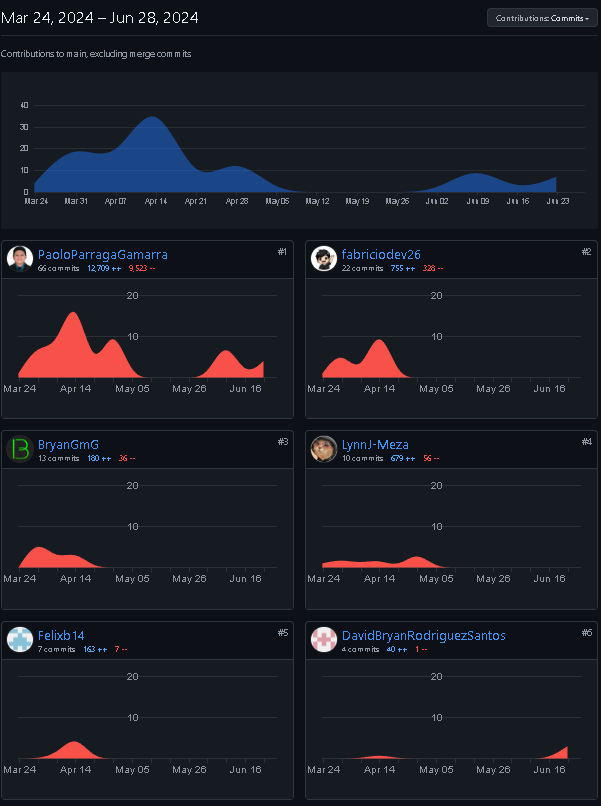 Mar 24, 2024 – Jun 28, 2024
Contributions: Commits
Contributions to main, excluding merge commits
40
30
20
10
0
Mar 24 Mar 31 Apr 07 Apr 14 Apr 21 Apr 28 May 05 May 12 May 19 May 26 Jun 02 Jun 09 Jun 16 Jun 23
PaoloParragaGamarra #1
66 commits 12,709 ++ 9,523 --
20
10
Mar 24 Apr 14 May 05 May 26 Jun 16
fabriciodev26 #2
22 commits 755 ++ 328 --
20
10
Mar 24 Apr 14 May 05 May 26 Jun 16
B
BryanGmG #3
13 commits 180 ++ 36 --
20
10
Mar 24 Apr 14 May 05 May 26 Jun 16
LynnJ-Meza #4
10 commits 679 ++ 56 --
20
10
Mar 24 Apr 14 May 05 May 26 Jun 16
Felixb14 #5
7 commits 163 ++ 7 --
20
10
Mar 24 Apr 14 May 05 May 26 Jun 16
DavidBryanRodriguezSantos #6
4 commits 40 ++ 1 --
20
10
Mar 24 Apr 14 May 05 May 26 Jun 16